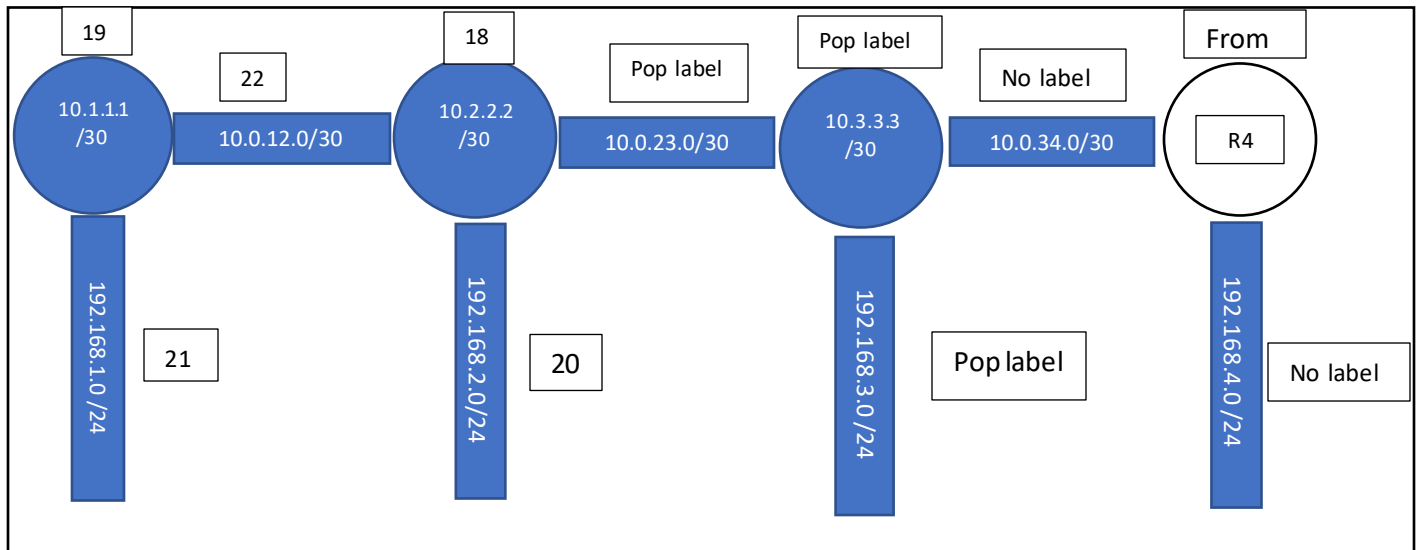 19
18
Pop label
From
22
Pop label
No label
10.1.1.1
/30
10.0.12.0/30
10.2.2.2
/30
10.0.23.0/30
10.3.3.3
/30
10.0.34.0/30
R4
192.168.1.0 /24
21
192.168.2.0/24
20
192.168.3.0 /24
Pop label
192.168.4.0 /24
No label